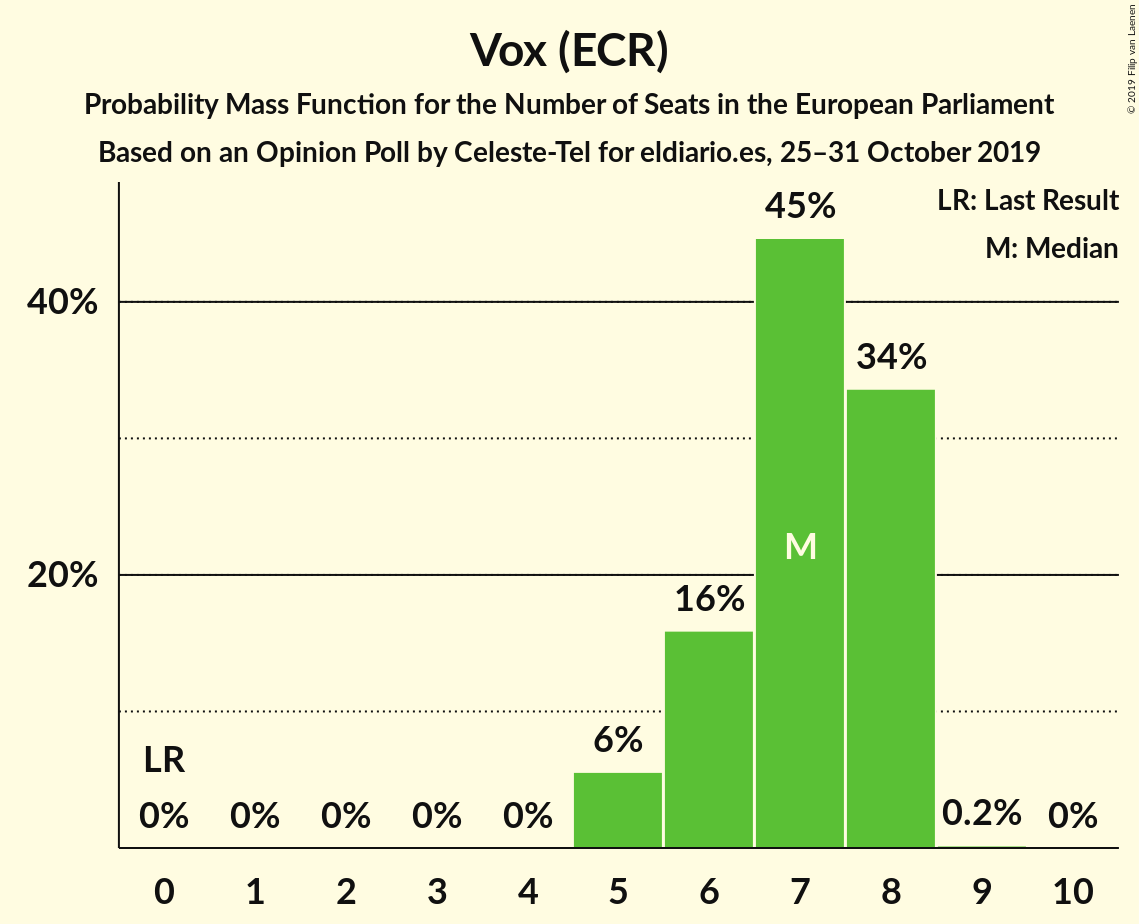 Vox (ECR)
Probability Mass Function for the Number of Seats in the European Parliament
Based on an Opinion Poll by Celeste-Tel for eldiario.es, 25–31 October 2019
© 2019 Filip van Laenen
LR: Last Result
M: Median
45%
40%
34%
M
20%
16%
6%
LR
0% 0% 0% 0% 0% 0.2% 0%
0 1 2 3 4 5 6 7 8 9 10